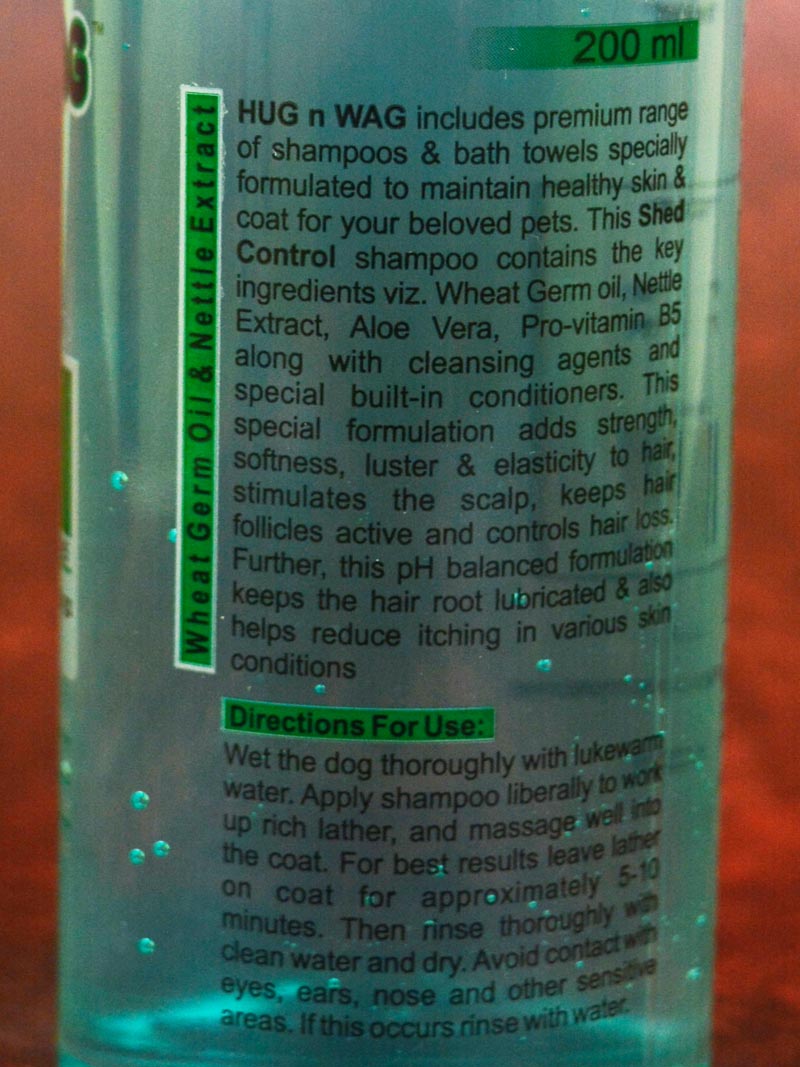 G
200 ml
Wheat Germ Oil & Nettle Extract
HUG n WAG includes premium range
of shampoos & bath towels specially
formulated to maintain healthy skin &
coat for your beloved pets. This Shed
Control shampoo contains the key
ingredients viz. Wheat Germ oil, Nettle
Extract, Aloe Vera, Pro-vitamin B5
along with cleansing agents and
special built-in conditioners. This
special formulation adds strength,
softness, luster & elasticity to hair,
stimulates the scalp, keeps hair
follicles active and controls hair loss.
Further, this pH balanced formulation
keeps the hair root lubricated & also
helps reduce itching in various skin
conditions
Directions For Use:
Wet the dog thoroughly with lukewarm
water. Apply shampoo liberally to work
up rich lather, and massage well into
the coat. For best results leave lather
on coat for approximately 5-10
minutes. Then rinse thoroughly with
clean water and dry. Avoid contact with
eyes, ears, nose and other sensitive
areas. If this occurs rinse with water.